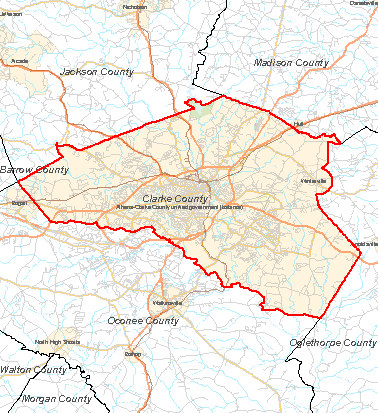 Nicholson
Danielsville
Jefferson
Madison County
Arcade
Jackson County
Hull
Barrow County
Winterville
Clarke County
Bogart
Athens-Clarke County unified government (balance)
Watkinsville
Oconee County
North High Shoals
Oglethorpe County
Bishop
Walton County
Morgan County